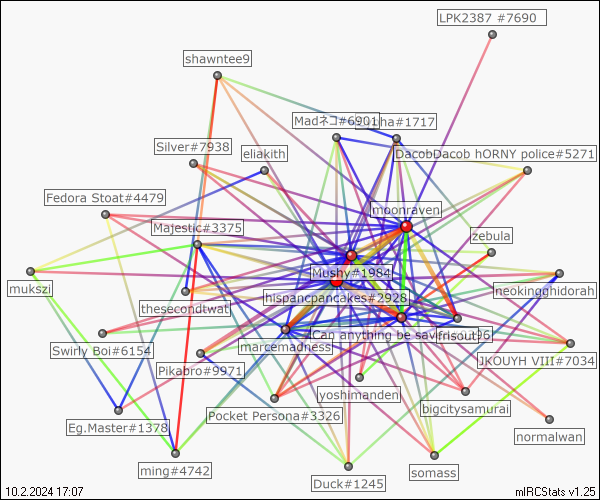 LPK2387 #7690
shawntee9
Madネコ#6901
ha#1717
Silver#7938
eliakith
DacobDacob hORNY police#5271
Fedora Stoat#4479
moonraven
Majestic#3375
zebula
Mushy#1984
mukszi
neokingghidorah
thesecondtwat
hispancpancakes#2928
Can anything be sav
frisout
96
Swirly Boi#6154
marcemadness
JKOUYH VIII#7034
Pikabro#9971
yoshimanden
bigcitysamurai
Pocket Persona#3326
Eg.Master#1378
normalwan
ming#4742
somass
Duck#1245
10.2.2024 17:07
mIRCStats v1.25